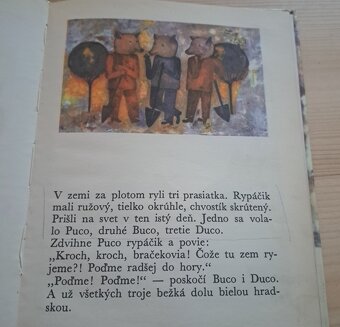 V zemi za plotom ryli tri prasiatka. Rypáčik
mali ružový, tielko okrúhle, chvostík skrútený.
Prišli na svet v ten istý deň. Jedno sa vola-
lo Puco, druhé Buco, tretie Duco.
Zdvihne Puco rypáčik a povie:
„Kroch, kroch, bračekovia! Čože tu zem ry-
jeme?! Poďme radšej do hory.“
„Poďme! Poďme!“ — poskočí Buco i Duco.
A už všetkých troje bežká dolu bielou hrad-
skou.